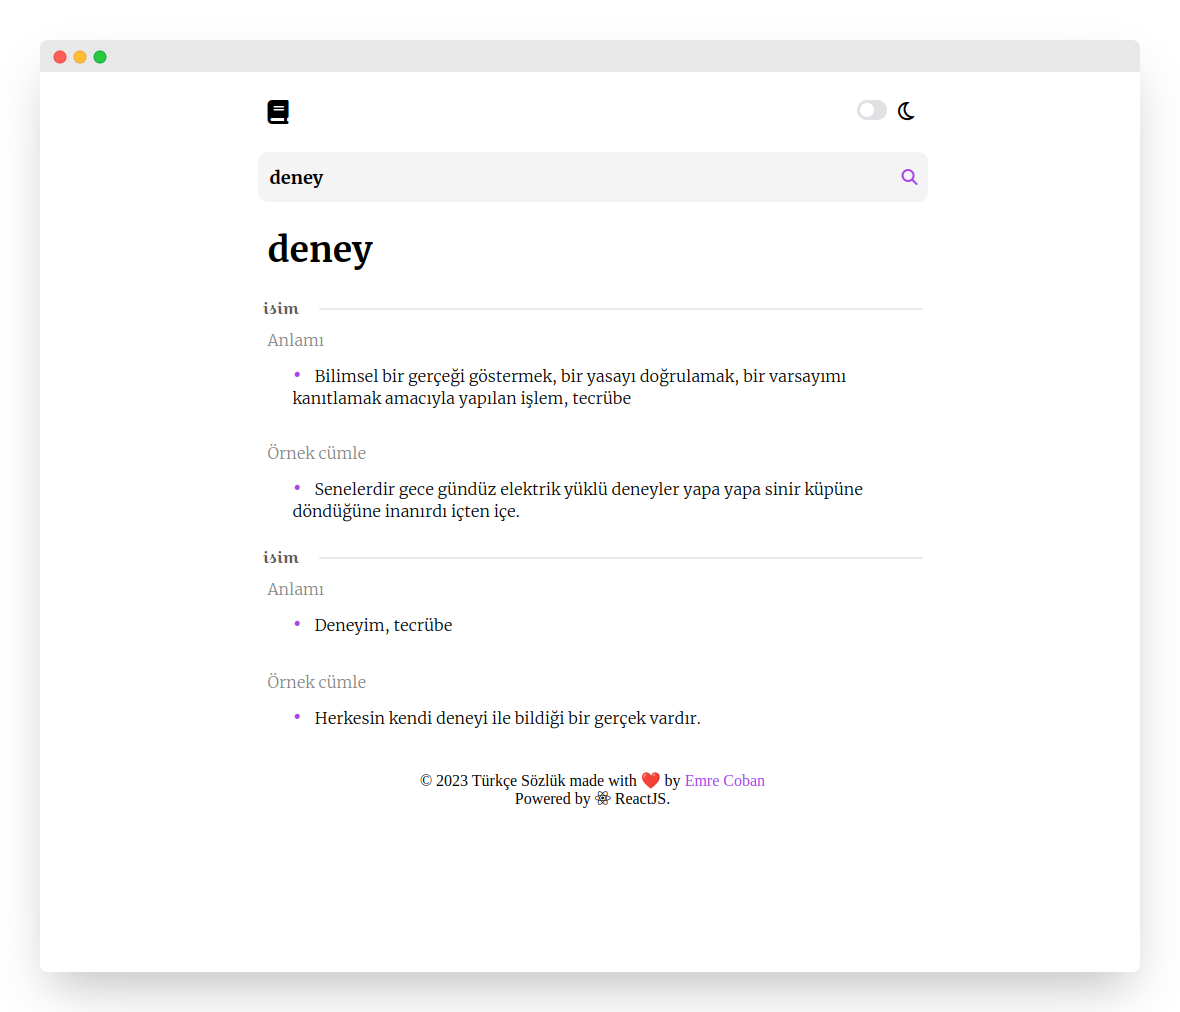 deney
deney
isim
Anlamı
• Bilimsel bir gerçeği göstermek, bir yasayı doğrulamak, bir varsayımı
kanıtlamak amacıyla yapılan işlem, tecrübe
Örnek cümle
• Senelerdir gece gündüz elektrik yüklü deneyler yapa yapa sinir küpüne
döndüğüne inanırdı içten içe.
isim
Anlamı
• Deneyim, tecrübe
Örnek cümle
• Herkesin kendi deneyi ile bildiği bir gerçek vardır.
© 2023 Türkçe Sözlük made with ❤️ by Emre Coban
Powered by ReactJS.